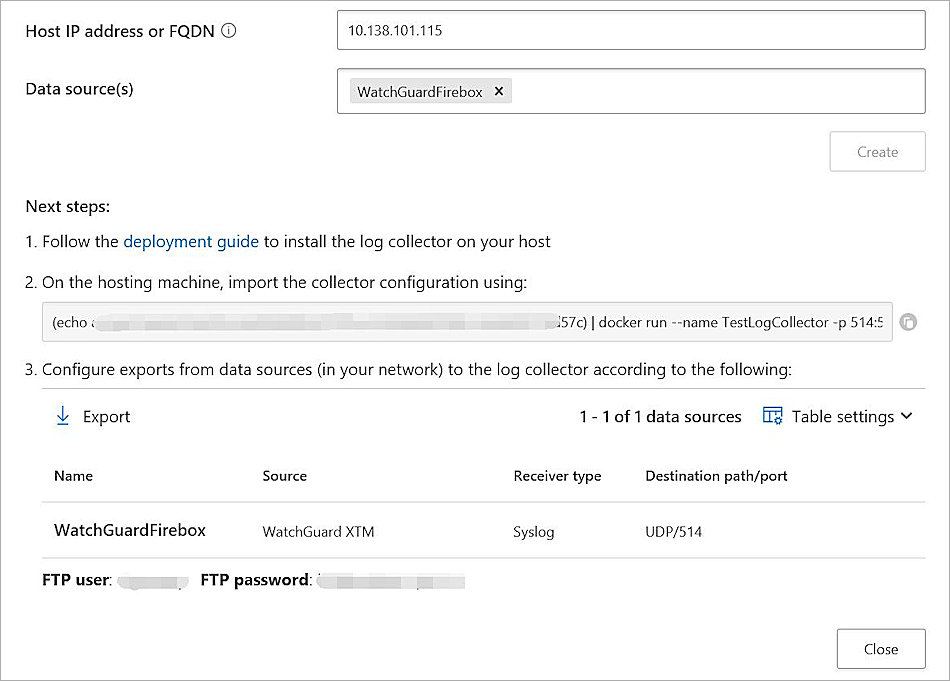 Host IP address or FQDN
10.138.101.115
Data source(s)
WatchGuardFirebox ×
Create
Next steps:
1. Follow the deployment guide to install the log collector on your host
2. On the hosting machine, import the collector configuration using:
(echo 57c) | docker run --name TestLogCollector -p 514:5
3. Configure exports from data sources (in your network) to the log collector according to the following:
Export 1 - 1 of 1 data sources Table settings
Name Source Receiver type Destination path/port
WatchGuardFirebox WatchGuard XTM Syslog UDP/514
FTP user: FTP password:
Close